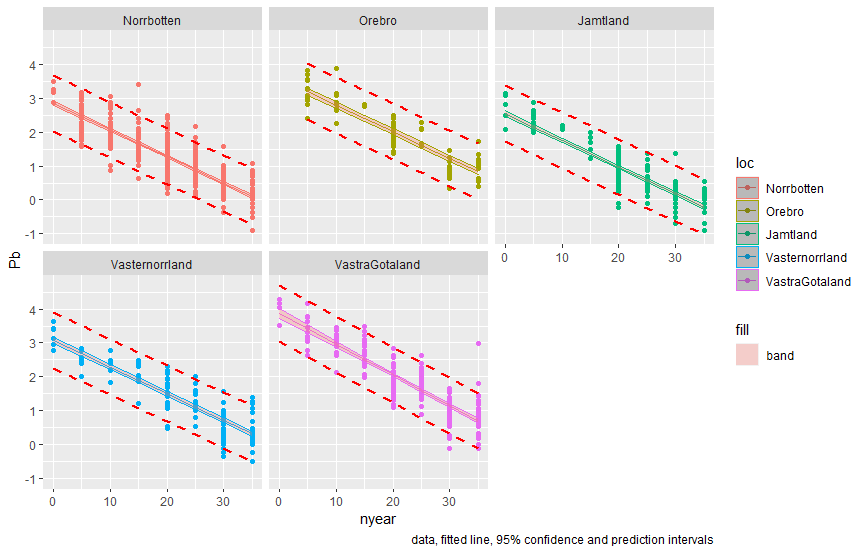 Norrbotten
Orebro
Jamtland
4
3
2
1
0
-1
0
10
20
30
Pb
Vasternorrland
VastraGotaland
4
3
2
1
0
-1
0
10
20
30
0
10
20
30
nyear
data, fitted line, 95% confidence and prediction intervals
loc
Norrbotten
Orebro
Jamtland
Vasternorrland
VastraGotaland
fill
band